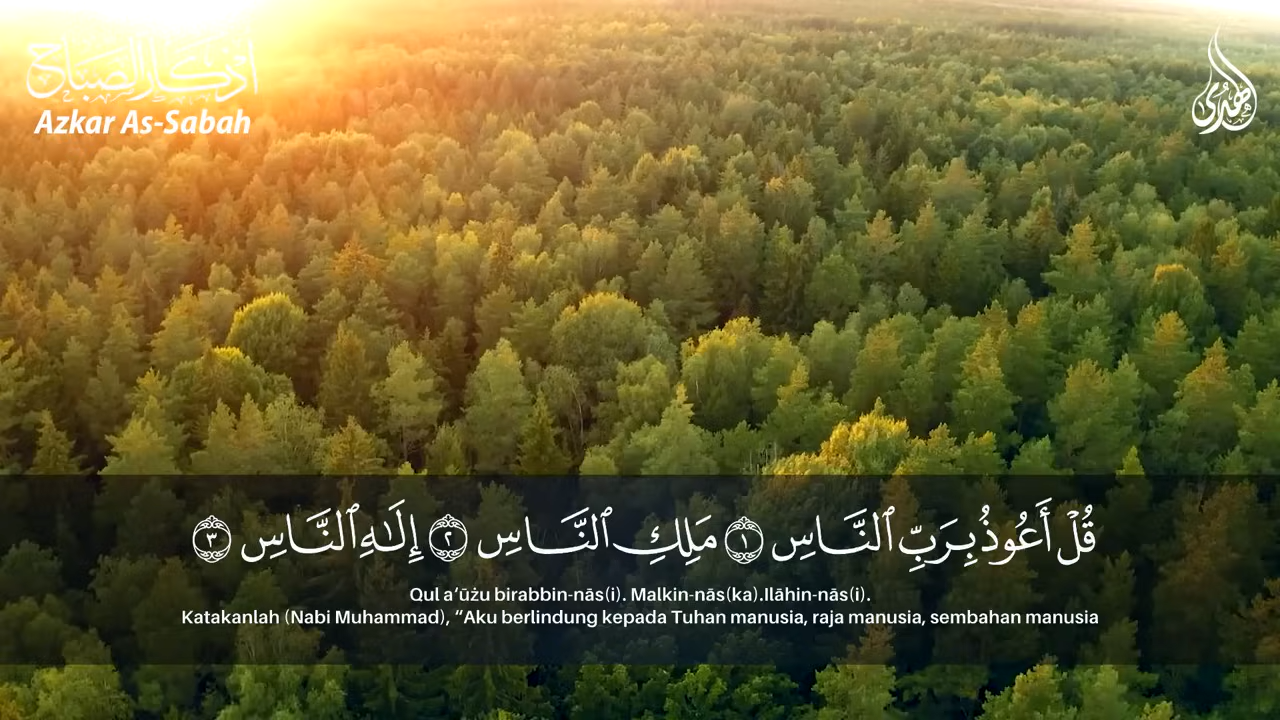 أذكار الصباح
Azkar As-Sabah
الهدى
قُلْ أَعُوذُ بِرَبِّ ٱلنَّاسِ ١ مَلِكِ ٱلنَّاسِ ٢ إِلَـٰهِ ٱلنَّاسِ ٣
Qul a‘ūżu birabbin-nās(i). Malkin-nās(ka).Ilāhin-nās(i).
Katakanlah (Nabi Muhammad), “Aku berlindung kepada Tuhan manusia, raja manusia, sembahan manusia